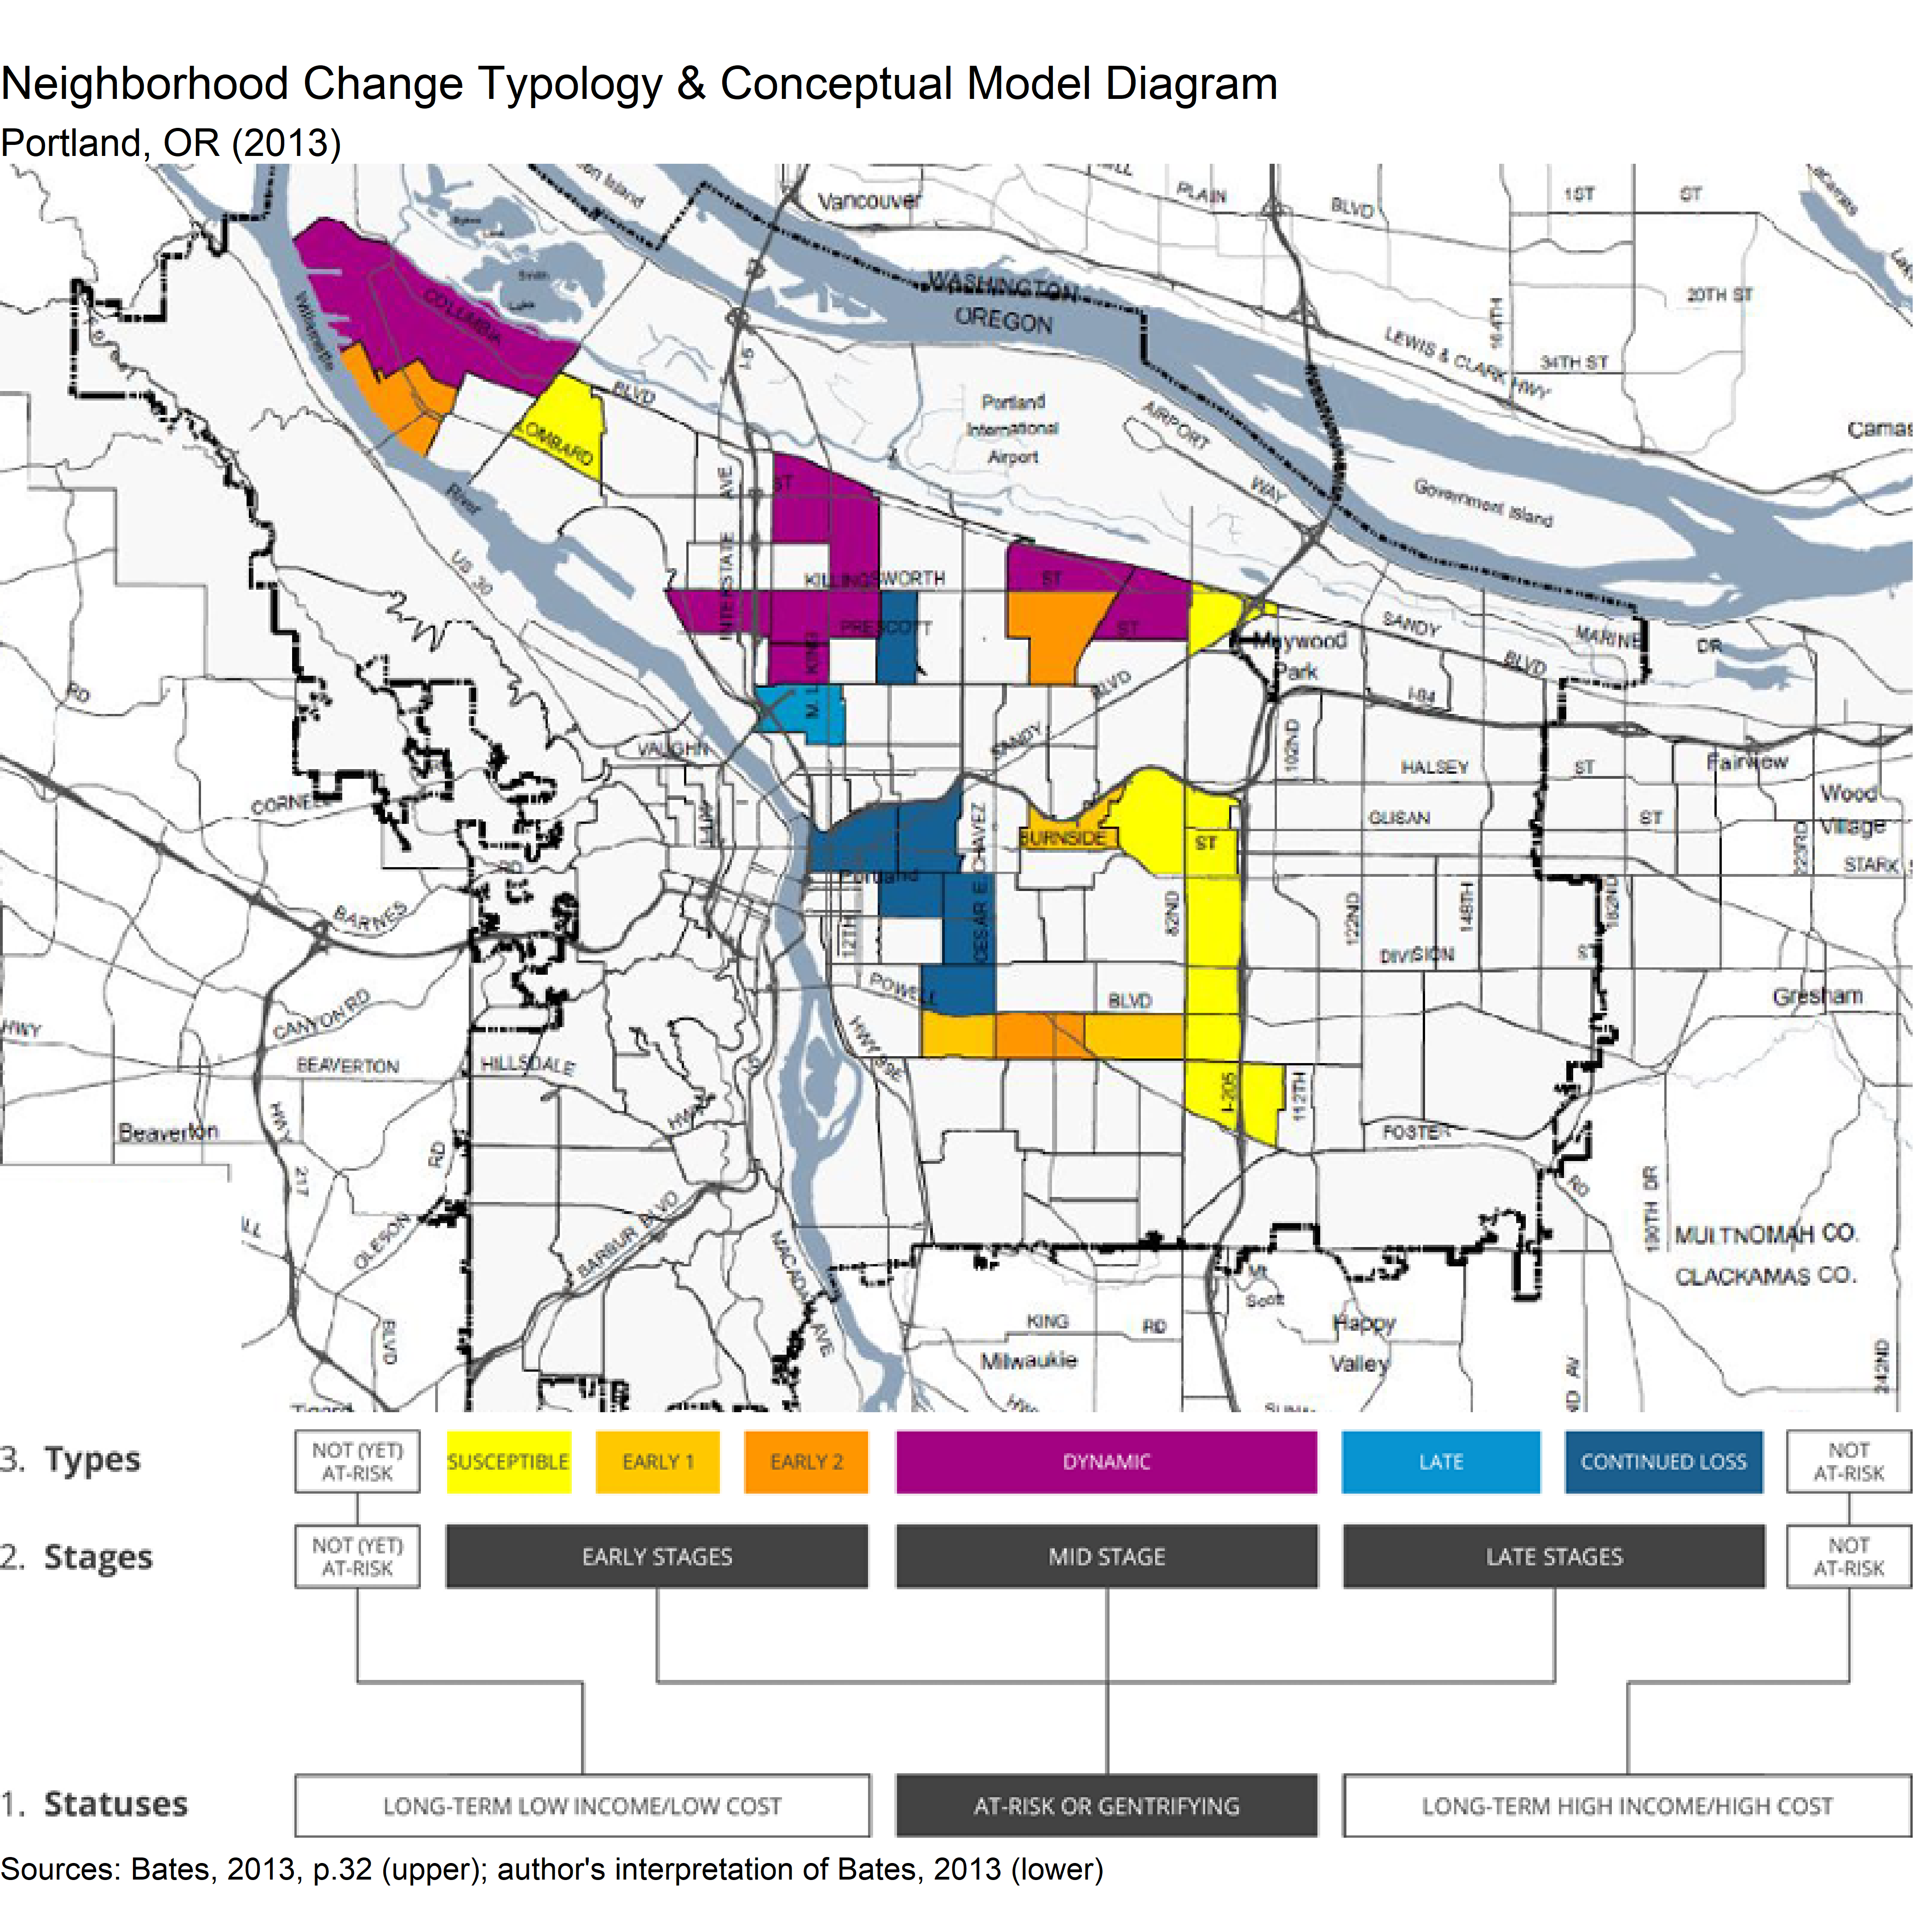 Neighborhood Change Typology & Conceptual Model Diagram
Portland, OR (2013)
Vancouver
PLAIN
BLVD
1ST
ST
WASHINGTON
OREGON
Smith
Lake
20TH ST
164TH
LEWIS & CLARK HWY
34TH ST
COLUMBIA
Willamette
I-5
BLVD
Portland
International
Airport
AIRPORT
WAY
Camas
LOMBARD
ST
River
AVE
INTERSTATE
Government Island
US 30
KILLINGSWORTH
ST
PRESCOTT
ST
M. L. KING
SANDY
BLVD
MARINE
DR
Maywood
Park
I-84
RD
BLVD
SANDY
VAUGHN
102ND
HALSEY
ST
Fairview
CORNELL
RD
14TH
CHAVEZ
CESAR E.
BURNSIDE
ST
GLISAN
ST
Wood
Village
223RD
STARK
Portland
BARNES
12TH
82ND
122ND
148TH
182ND
DIVISION
ST
CANYON RD
HWY
POWELL
BLVD
Gresham
HWY 99E
BEAVERTON
HILLSDALE
HWY
I-5
I-205
112TH
Beaverton
HWY
217
RD
FOSTER
RD
190TH DR
OLESON
BARBUR BLVD
MACADAM
AVE
MULTNOMAH CO.
CLACKAMAS CO.
Mt
Scott
KING
RD
Happy
Valley
Milwaukie
BLVD
242ND
3. Types
NOT (YET)
AT-RISK
SUSCEPTIBLE
EARLY 1
EARLY 2
DYNAMIC
LATE
CONTINUED LOSS
NOT
AT-RISK
2. Stages
NOT (YET)
AT-RISK
EARLY STAGES
MID STAGE
LATE STAGES
NOT
AT-RISK
1. Statuses
LONG-TERM LOW INCOME/LOW COST
AT-RISK OR GENTRIFYING
LONG-TERM HIGH INCOME/HIGH COST
Sources: Bates, 2013, p.32 (upper); author's interpretation of Bates, 2013 (lower)